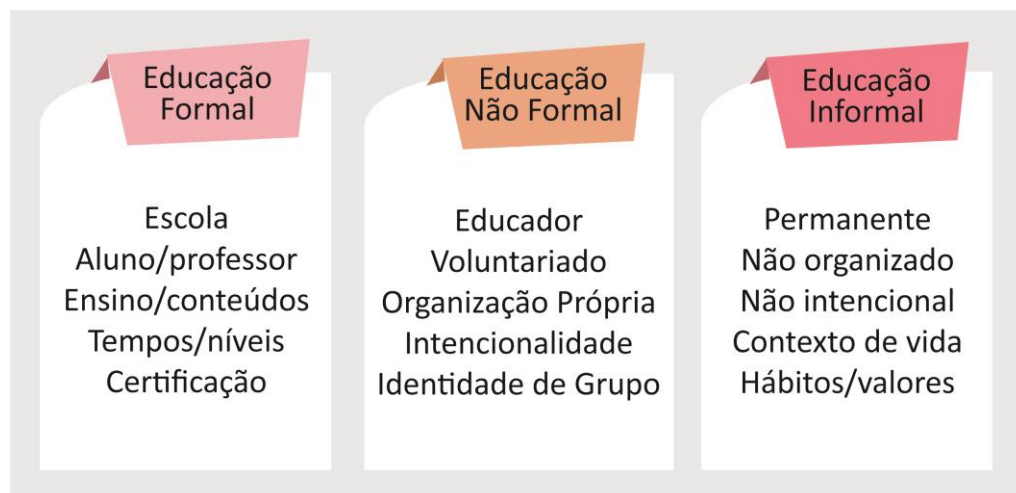 Educação
Formal
Escola
Aluno/professor
Ensino/conteúdos
Tempos/níveis
Certificação
Educação
Não Formal
Educador
Voluntariado
Organização Própria
Intencionalidade
Identidade de Grupo
Educação
Informal
Permanente
Não organizado
Não intencional
Contexto de vida
Hábitos/valores